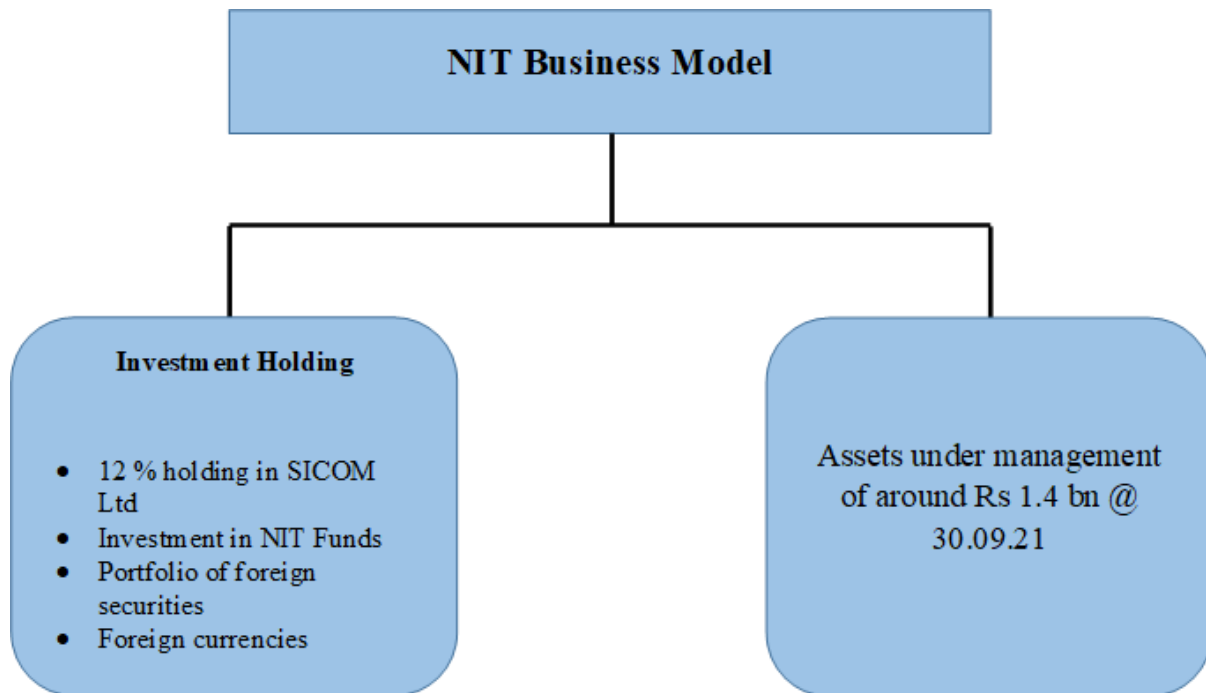 NIT Business Model
Investment Holding
• 12 % holding in SICOM
Ltd
• Investment in NIT Funds
• Portfolio of foreign
securities
• Foreign currencies
Assets under management
of around Rs 1.4 bn @
30.09.21